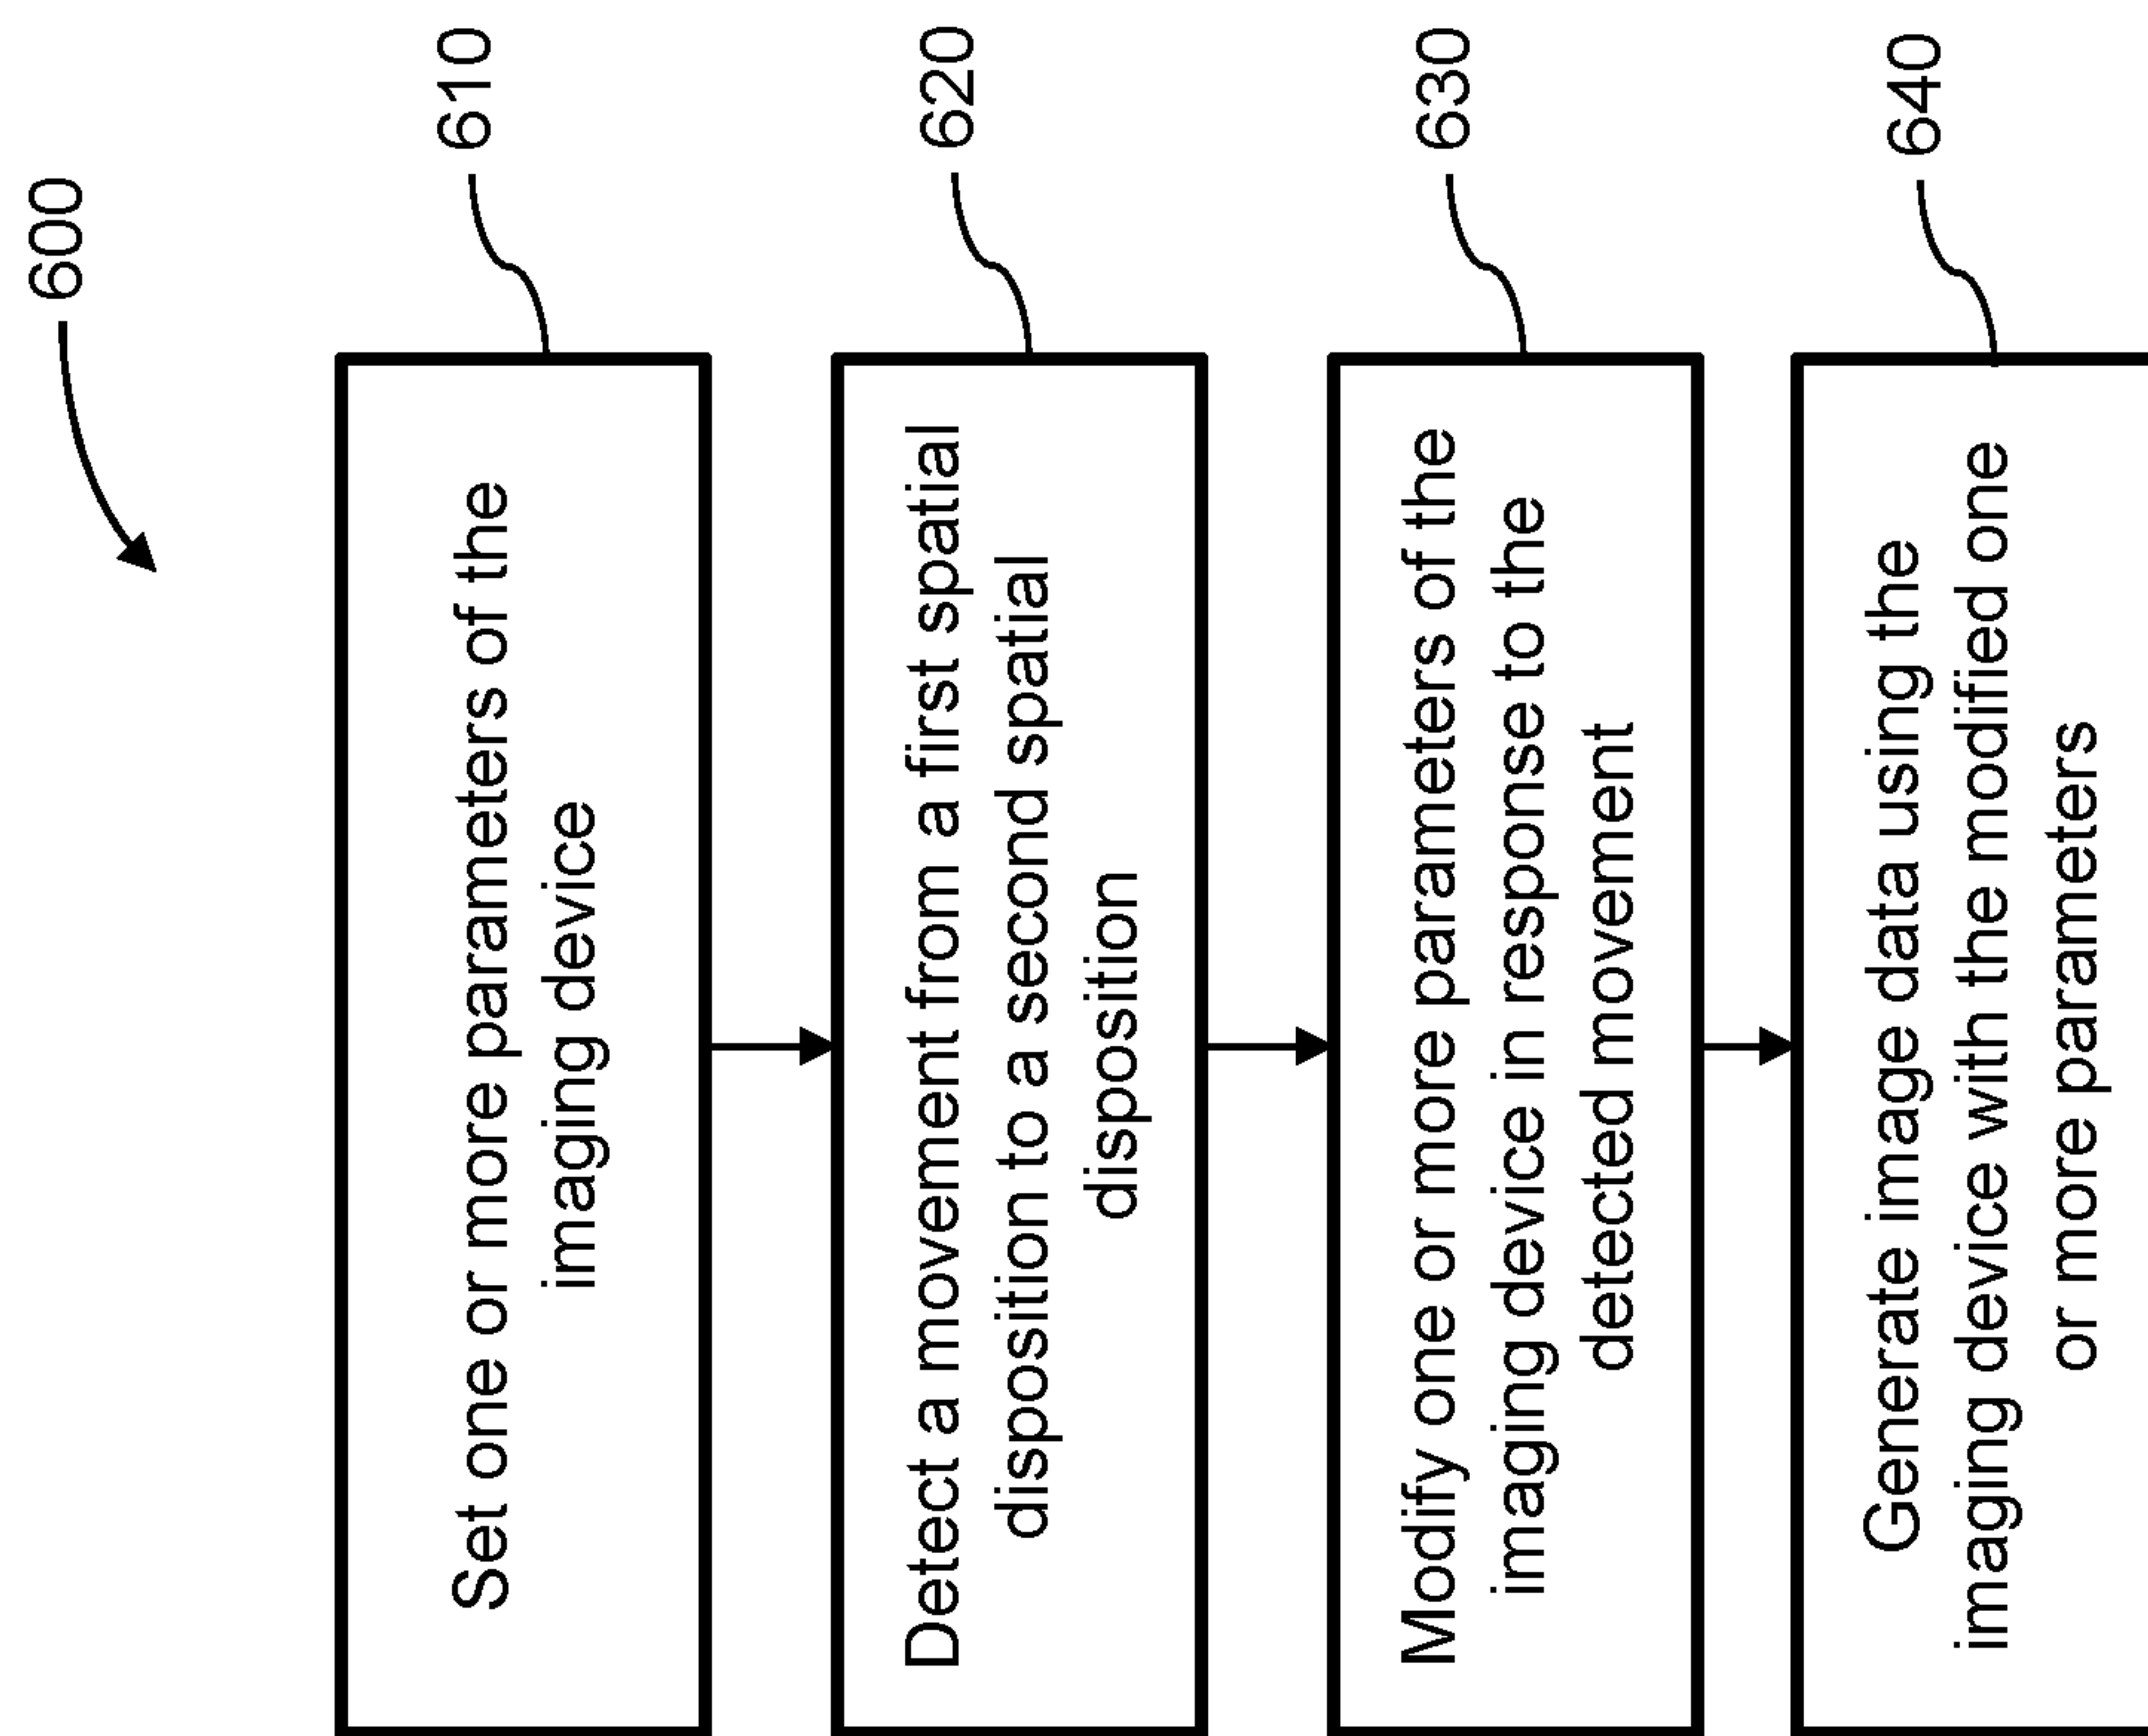 600
Set one or more parameters of the
imaging device
610
Detect a movement from a first spatial
disposition to a second spatial
disposition
620
Modify one or more parameters of the
imaging device in response to the
detected movement
630
Generate image data using the
imaging device with the modified one
or more parameters
640